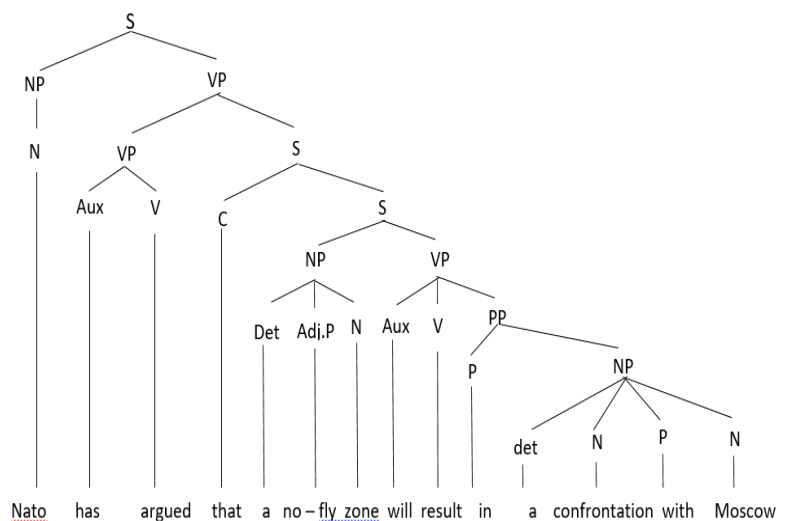 S
NP VP
N VP S
Aux V C S
NP VP
Det Adj.P N Aux V PP
P NP
det N P N
Nato has argued that a no – fly zone will result in a confrontation with Moscow